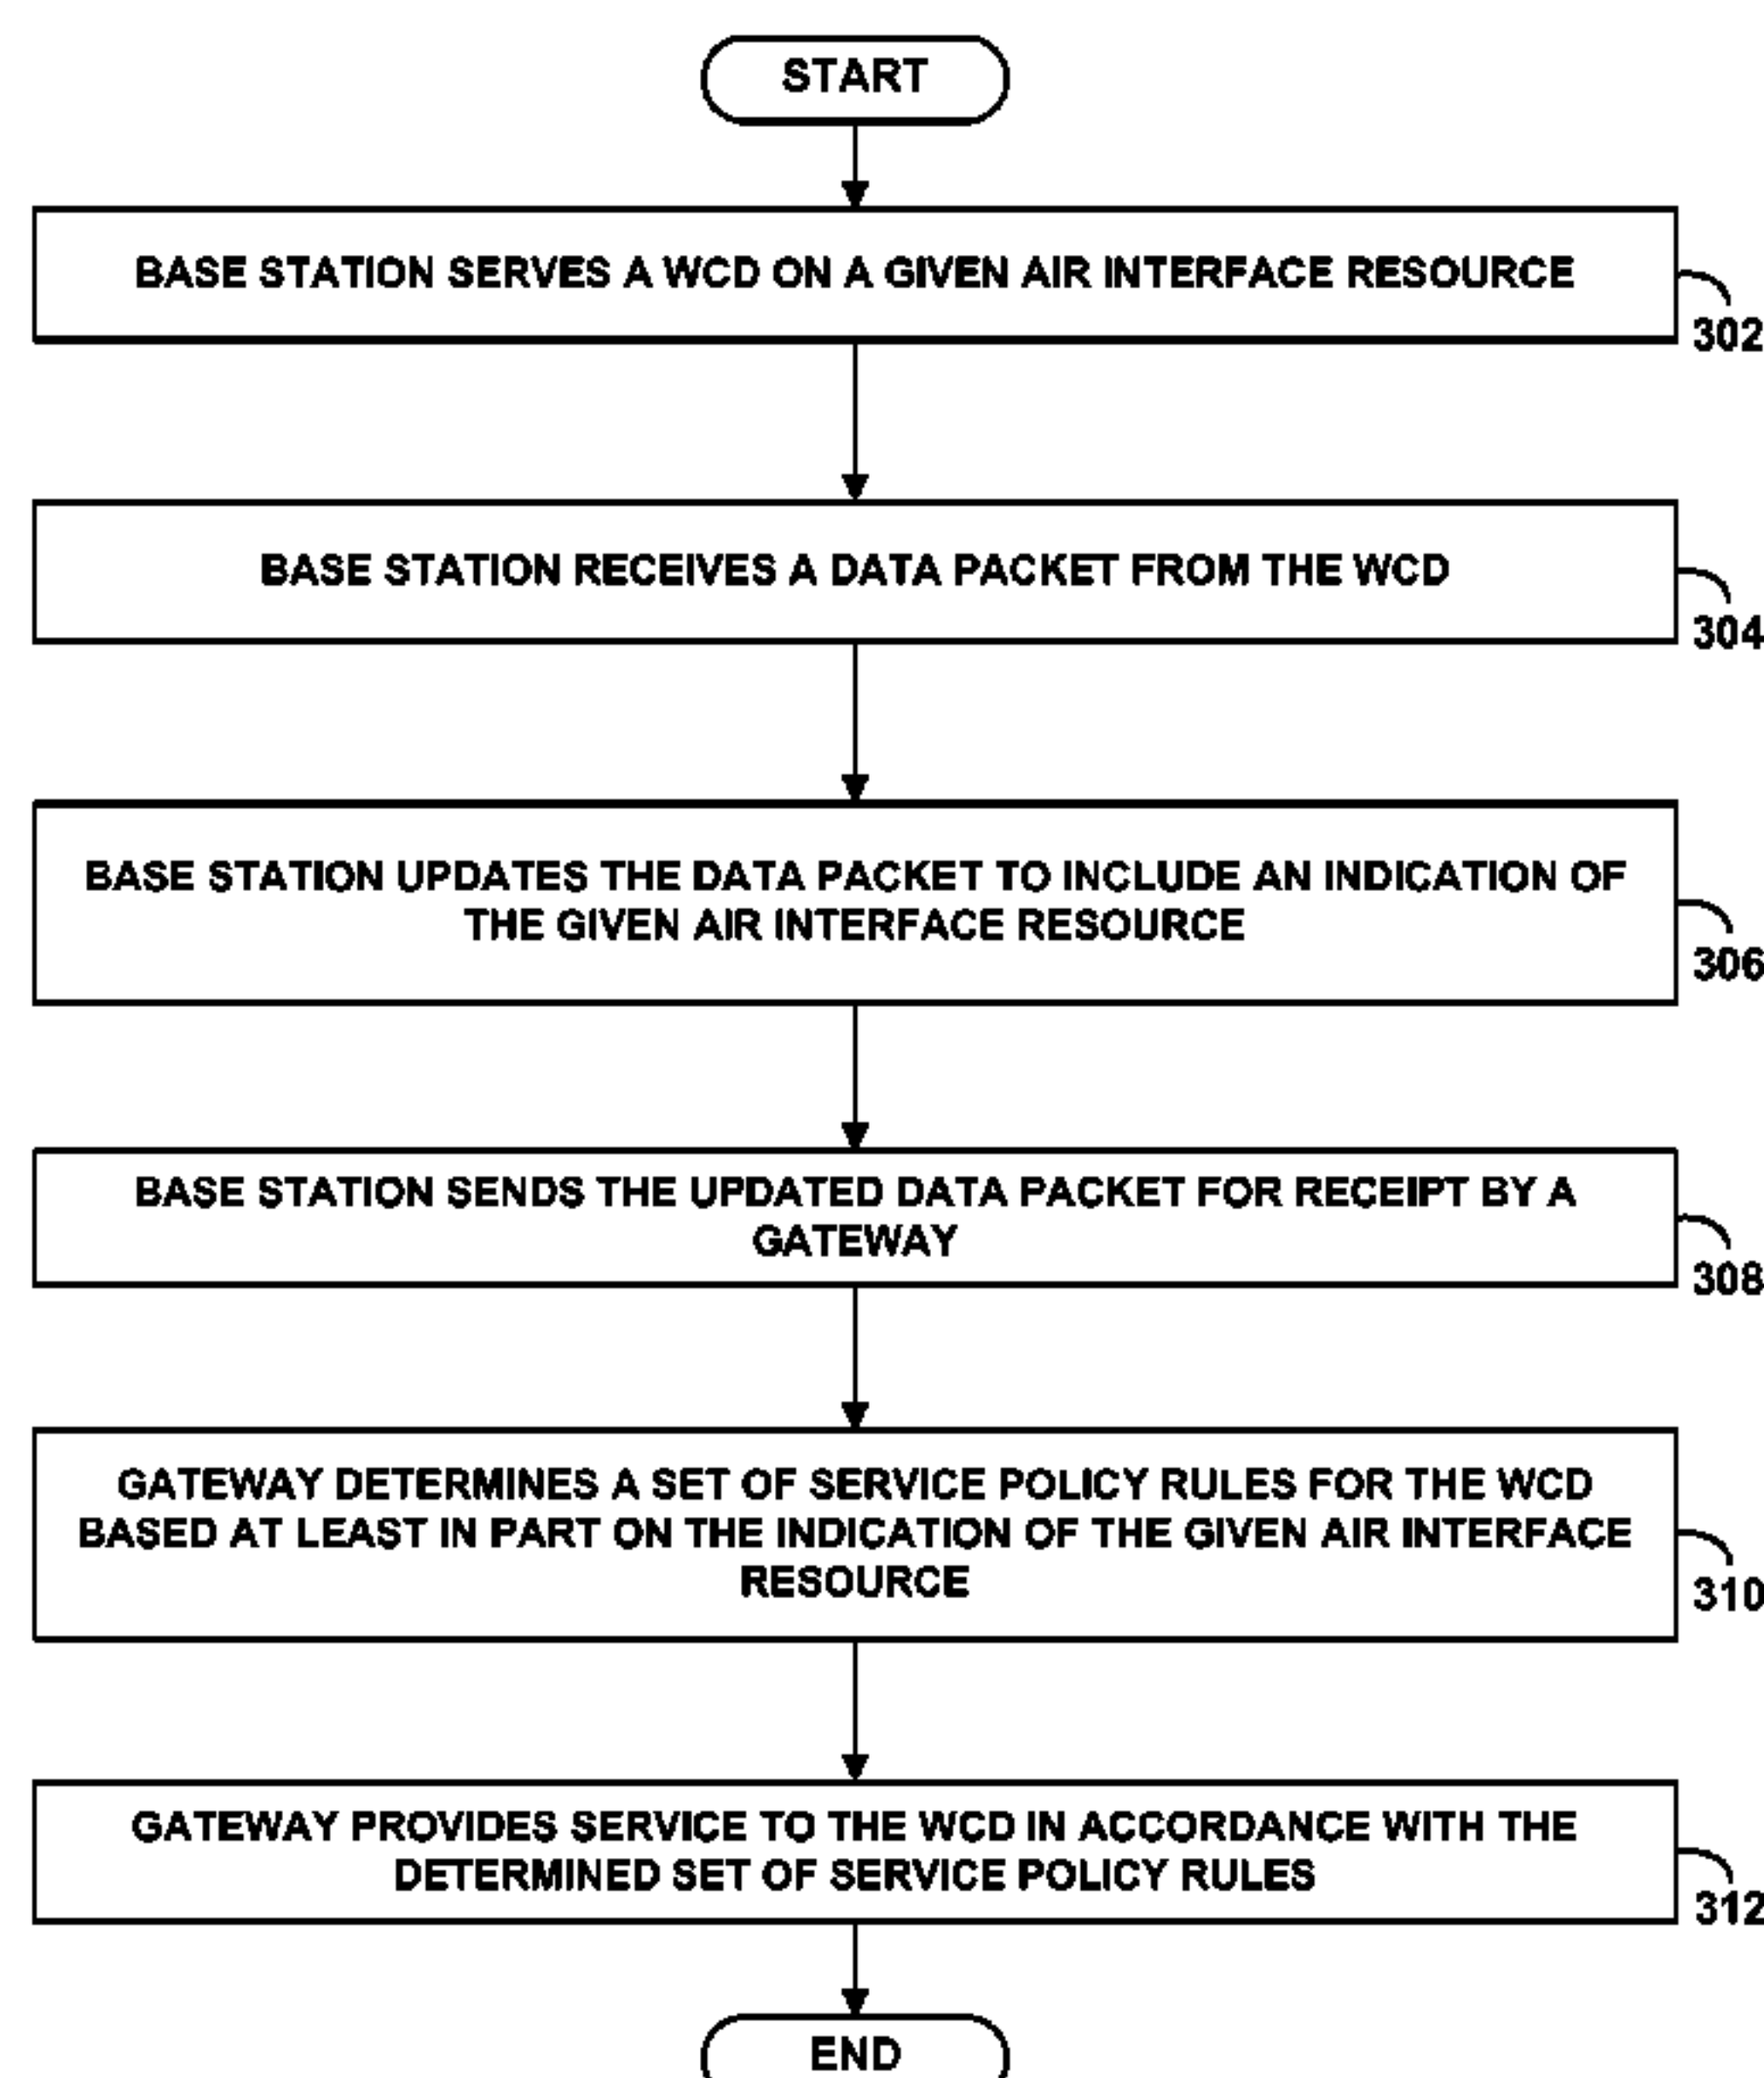 START
BASE STATION SERVES A WCD ON A GIVEN AIR INTERFACE RESOURCE
302
BASE STATION RECEIVES A DATA PACKET FROM THE WCD
304
BASE STATION UPDATES THE DATA PACKET TO INCLUDE AN INDICATION OF
THE GIVEN AIR INTERFACE RESOURCE
306
BASE STATION SENDS THE UPDATED DATA PACKET FOR RECEIPT BY A
GATEWAY
308
GATEWAY DETERMINES A SET OF SERVICE POLICY RULES FOR THE WCD
BASED AT LEAST IN PART ON THE INDICATION OF THE GIVEN AIR INTERFACE
RESOURCE
310
GATEWAY PROVIDES SERVICE TO THE WCD IN ACCORDANCE WITH THE
DETERMINED SET OF SERVICE POLICY RULES
312
END